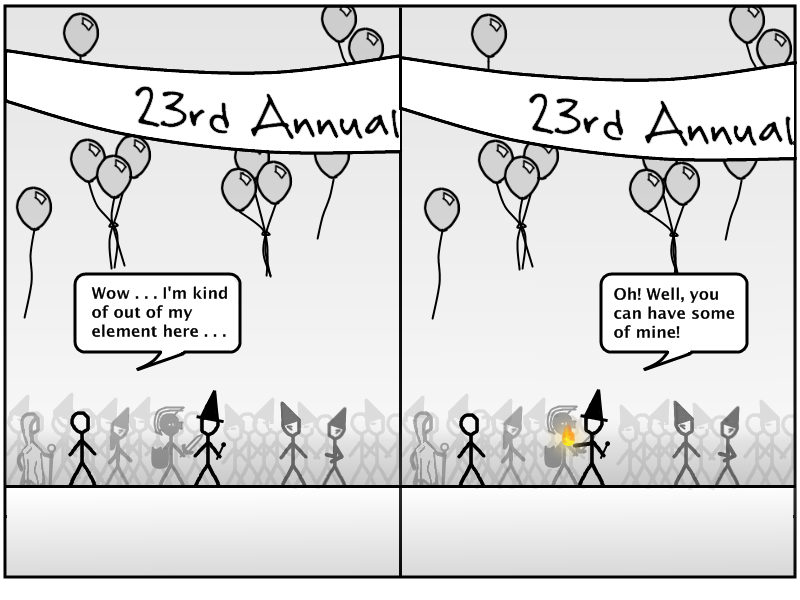 23rd Annual
Wow . . . I'm kind
of out of my
element here . . .
23rd Annual
Oh! Well, you
can have some
of mine!